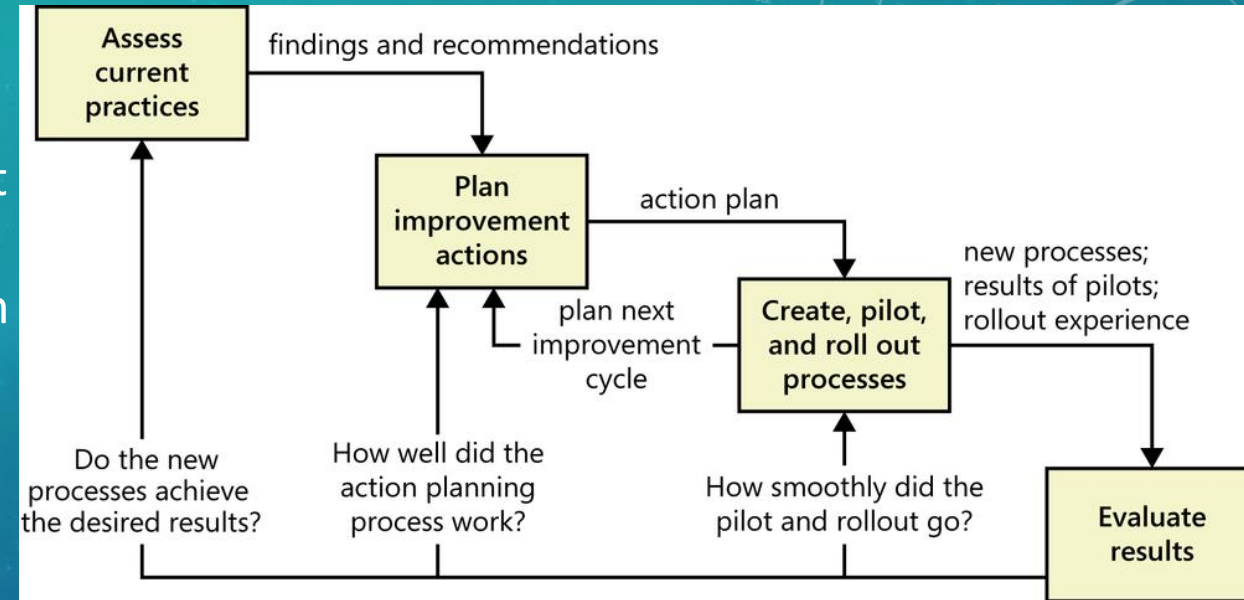 Assess
current
practices
findings and recommendations
Plan
improvement
actions
action plan
Create, pilot,
and roll out
processes
new processes;
results of pilots;
rollout experience
plan next
improvement
cycle
Do the new
processes achieve
the desired results?
How well did the
action planning
process work?
How smoothly did the
pilot and rollout go?
Evaluate
results